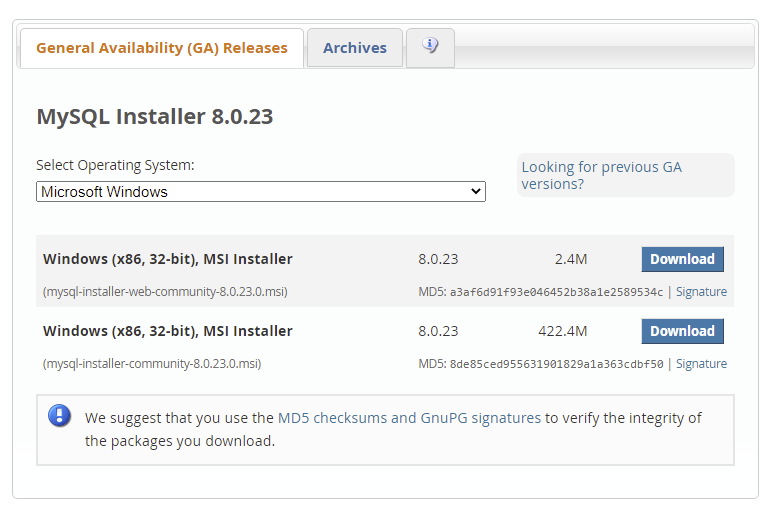 General Availability (GA) Releases
Archives
MySQL Installer 8.0.23
Select Operating System:
Microsoft Windows
Looking for previous GA
versions?
Windows (x86, 32-bit), MSI Installer 8.0.23 2.4M Download
(mysql-installer-web-community-8.0.23.0.msi) MD5: a3af6d91f93e046452b38a1e2589534c | Signature
Windows (x86, 32-bit), MSI Installer 8.0.23 422.4M Download
(mysql-installer-community-8.0.23.0.msi) MD5: 8de85ced955631901829a1a363cdbf50 | Signature
We suggest that you use the MD5 checksums and GnuPG signatures to verify the integrity of
the packages you download.